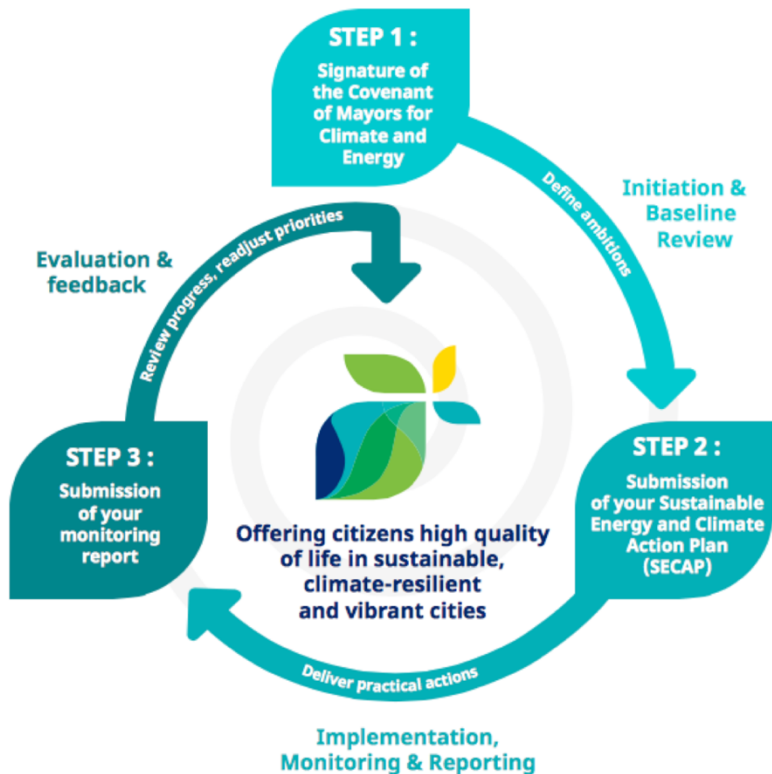 STEP 1 :
Signature of
the Covenant
of Mayors for
Climate and
Energy
Define ambitions
Initiation &
Baseline
Review
STEP 2 :
Submission
of your Sustainable
Energy and Climate
Action Plan
(SECAP)
Deliver practical actions
Implementation,
Monitoring & Reporting
STEP 3 :
Submission
of your
monitoring
report
Review progress, readjust priorities
Evaluation &
feedback
Offering citizens high quality
of life in sustainable,
climate-resilient
and vibrant cities